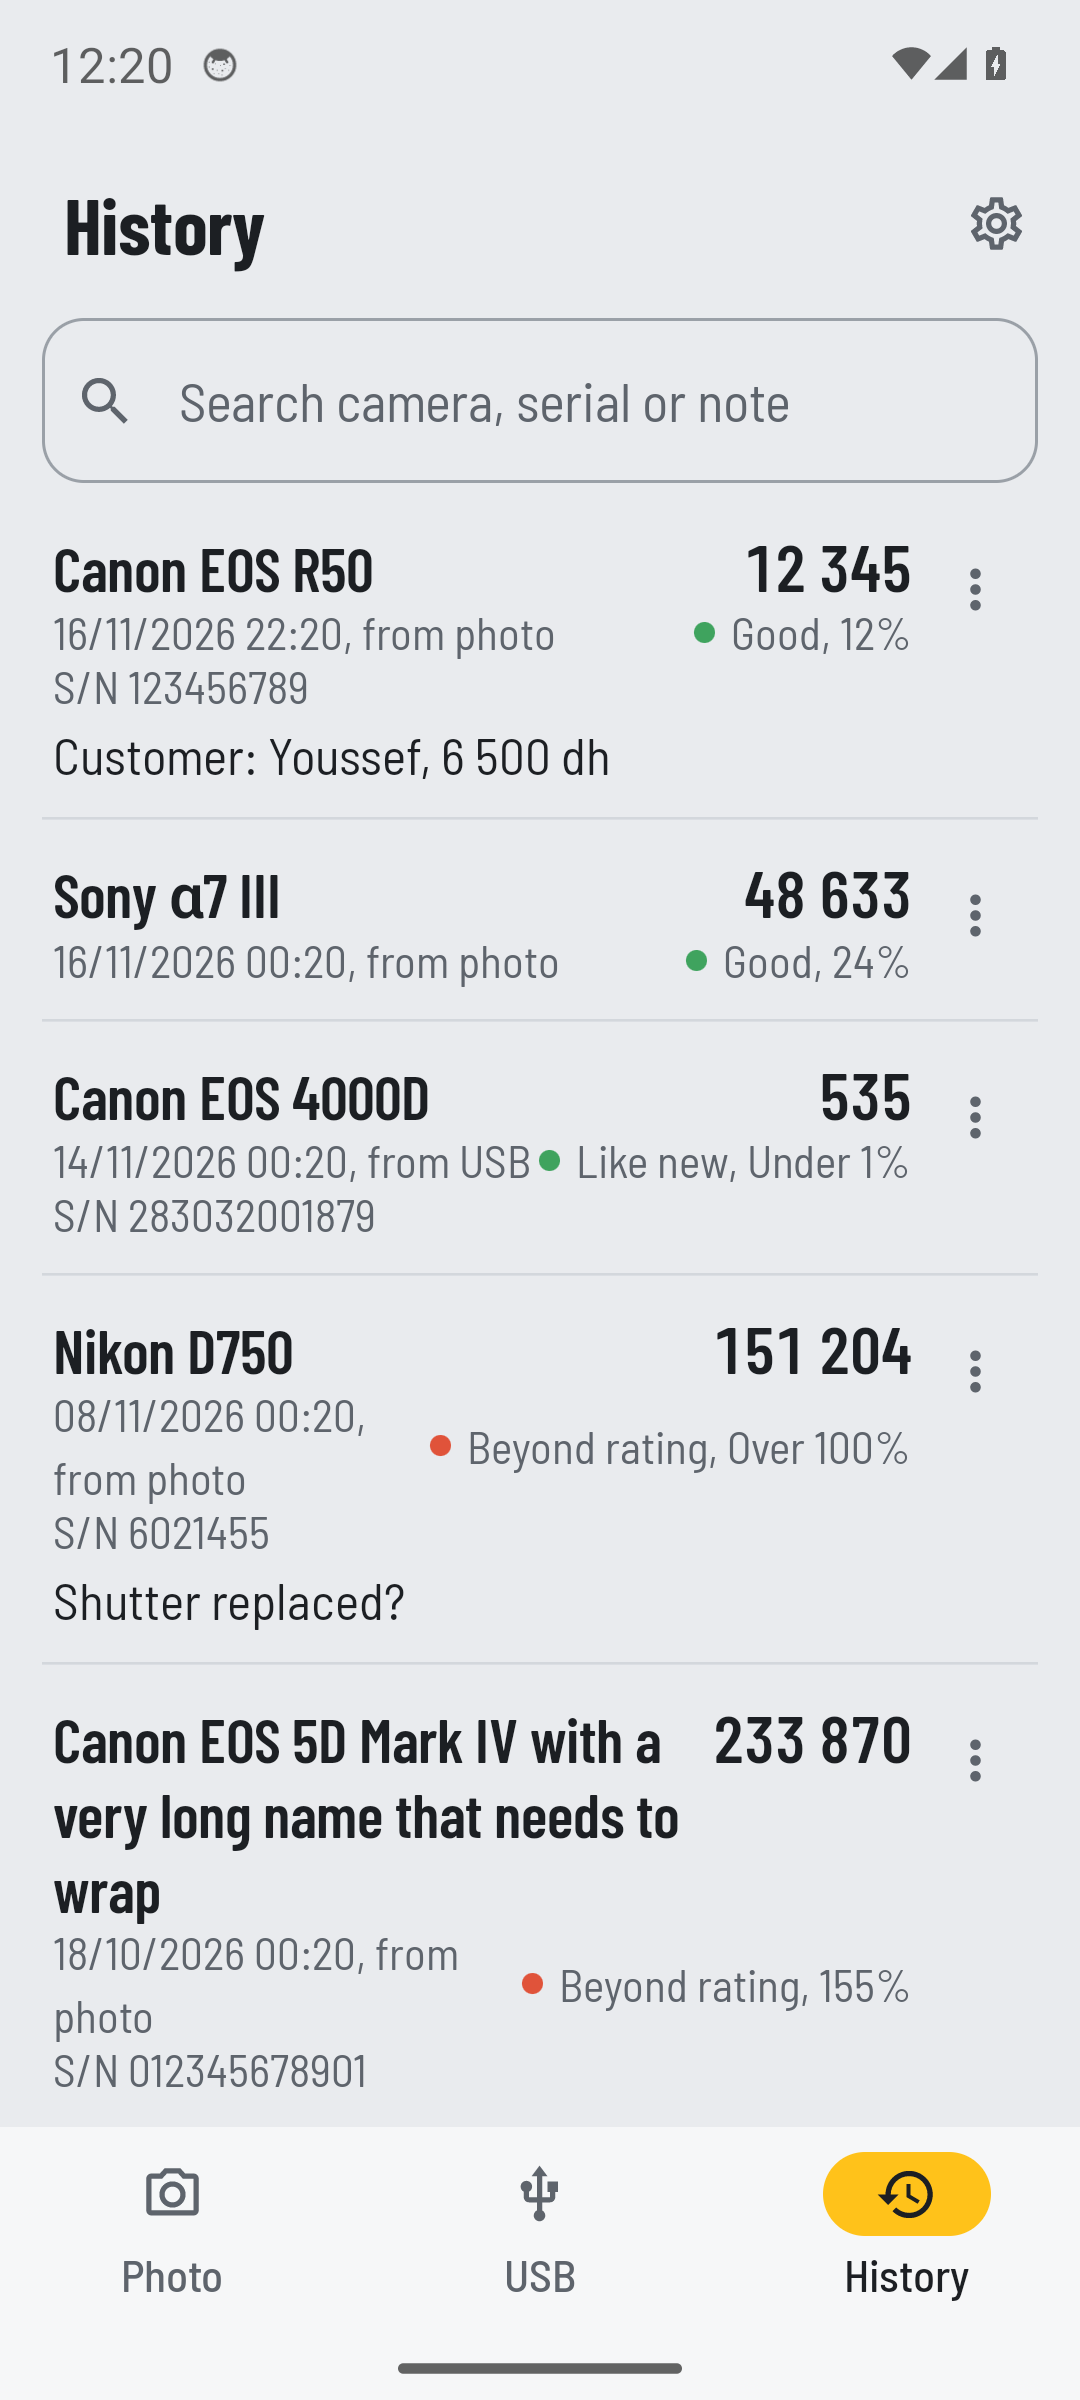 12:20
History
Search camera, serial or note
Canon EOS R50 12 345
16/11/2026 22:20, from photo Good, 12%
S/N 123456789
Customer: Youssef, 6 500 dh
Sony α7 III 48 633
16/11/2026 00:20, from photo Good, 24%
Canon EOS 4000D 535
14/11/2026 00:20, from USB Like new, Under 1%
S/N 283032001879
Nikon D750 151 204
08/11/2026 00:20,
from photo
Beyond rating, Over 100%
S/N 6021455
Shutter replaced?
Canon EOS 5D Mark IV with a 233 870
very long name that needs to
wrap
18/10/2026 00:20, from
photo
Beyond rating, 155%
S/N 012345678901
Photo USB History